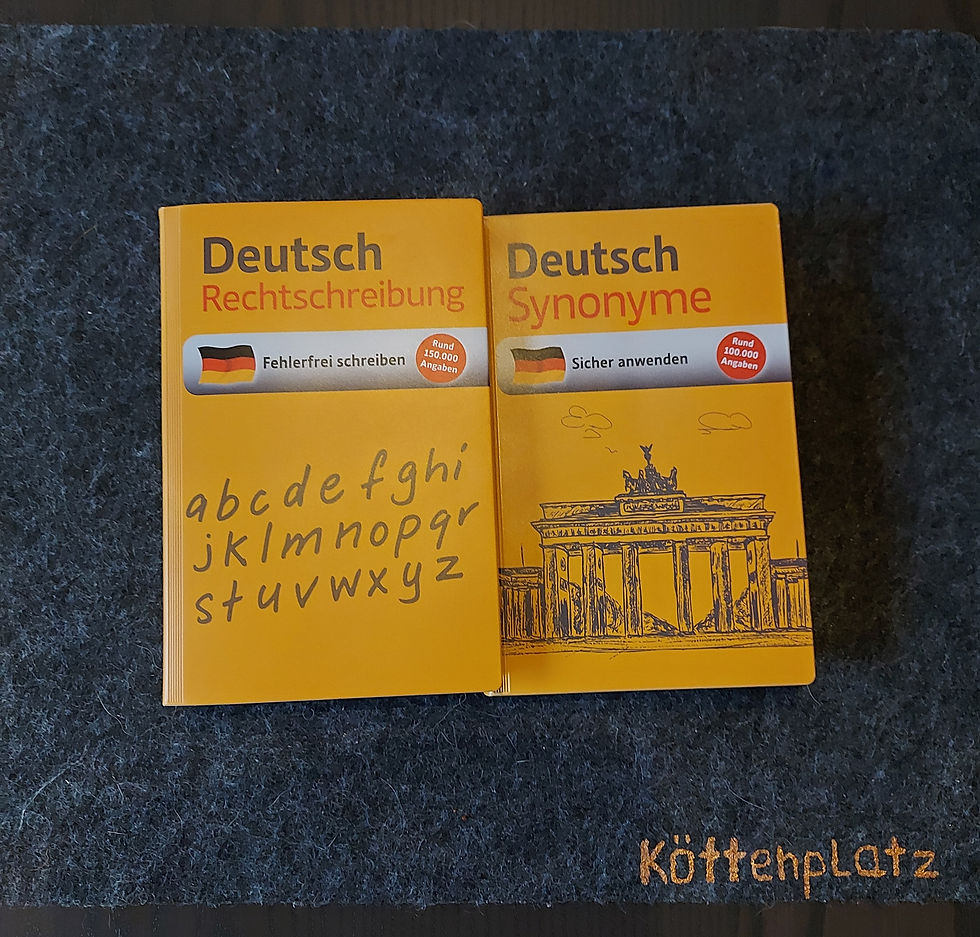 Deutsch
Rechtschreibung
Fehlerfrei schreiben
Rund
150.000
Angaben
abcdefghi
jklmnopqr
stuvwxyz
Deutsch
Synonyme
Sicher anwenden
Rund
100.000
Angaben
Köttenplatz